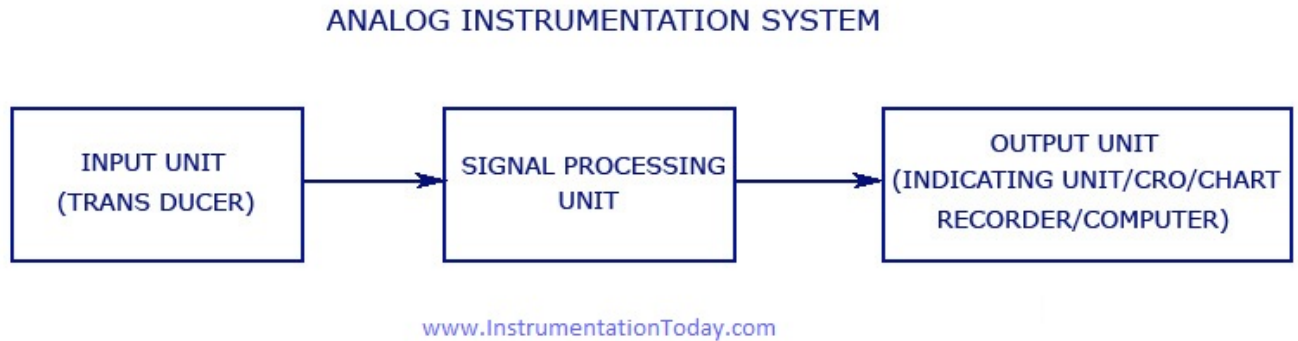 ANALOG INSTRUMENTATION SYSTEM
INPUT UNIT
(TRANS DUCER)
SIGNAL PROCESSING
UNIT
OUTPUT UNIT
(INDICATING UNIT/CRO/CHART
RECORDER/COMPUTER)
www.InstrumentationToday.com